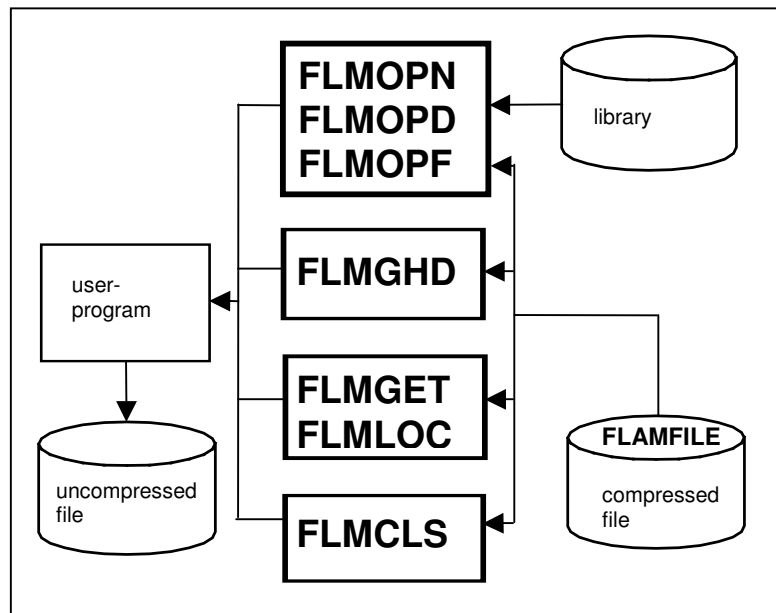 FLMOPN
FLMOPD
FLMOPF
library
FLMGHD
user-
program
FLMGET
FLMLOC
FLAMFILE
compressed
file
uncompressed
file
FLMCLS